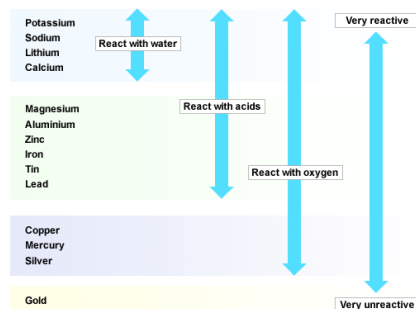 Potassium
Sodium
Lithium
Calcium
React with water
Very reactive
Magnesium
Aluminium
Zinc
Iron
Tin
Lead
React with acids
React with oxygen
Copper
Mercury
Silver
Gold
Very unreactive